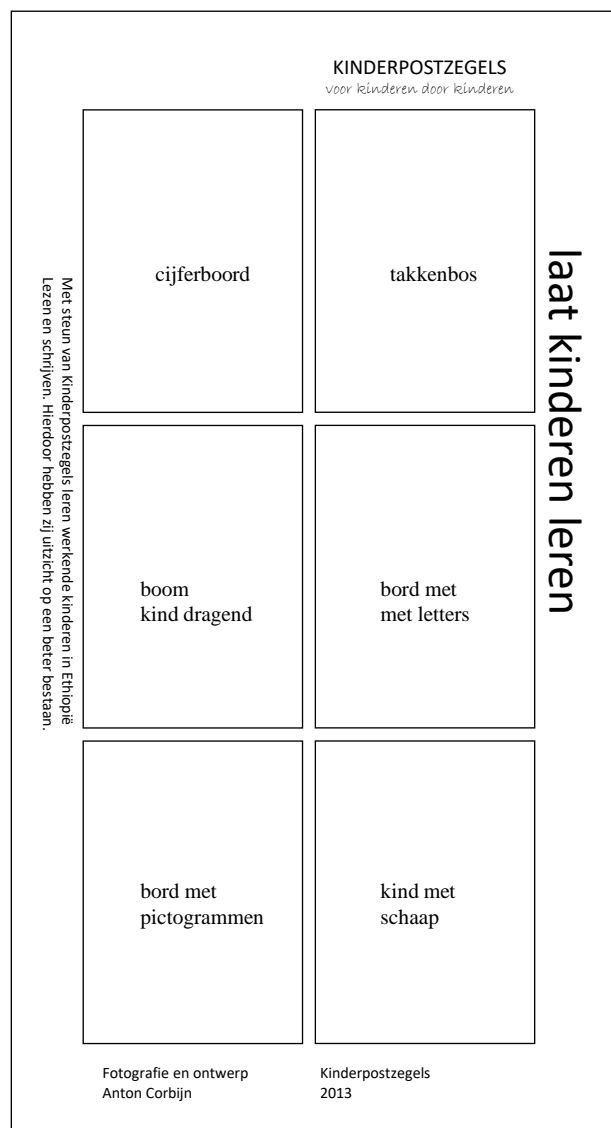 KINDERPOSTZEGELS
voor kinderen door kinderen
cijferboord
takkenbos
laat kinderen leren
Met steun van Kinderpostzegels leren werkende kinderen in Ethiopië
Lezen en schrijven. Hierdoor hebben zij uitzicht op een beter bestaan.
boom
kind dragend
bord met
met letters
bord met
pictogrammen
kind met
schaap
Fotografie en ontwerp
Anton Corbijn
Kinderpostzegels
2013